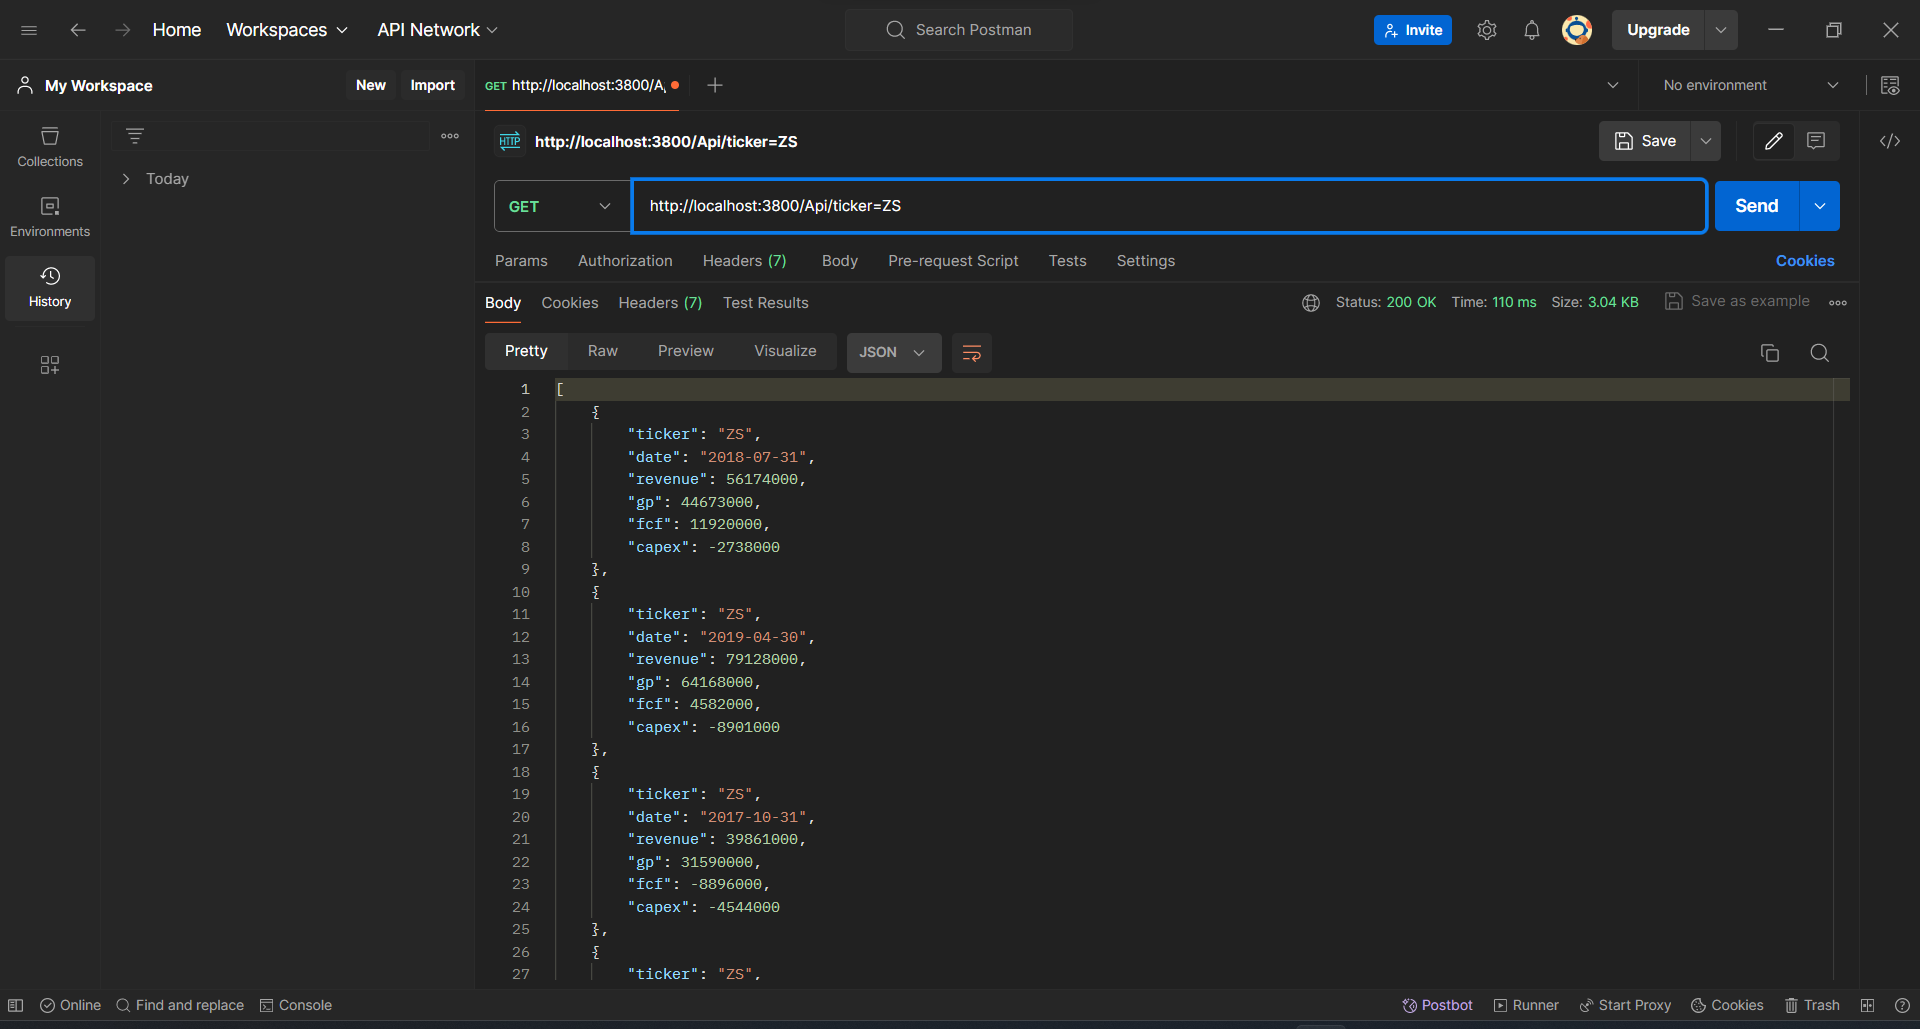 Home Workspaces API Network Search Postman Invite Upgrade
My Workspace New Import GET http://localhost:3800/A No environment
http://localhost:3800/Api/ticker=ZS Save
Collections
Today
Environments
History
GET http://localhost:3800/Api/ticker=ZS Send
Params Authorization Headers (7) Body Pre-request Script Tests Settings Cookies
Body Cookies Headers (7) Test Results Status: 200 OK Time: 110 ms Size: 3.04 KB Save as example
Pretty Raw Preview Visualize JSON
1 [
2 {
3 "ticker": "ZS",
4 "date": "2018-07-31",
5 "revenue": 56174000,
6 "gp": 44673000,
7 "fcf": 11920000,
8 "capex": -2738000
9 },
10 {
11 "ticker": "ZS",
12 "date": "2019-04-30",
13 "revenue": 79128000,
14 "gp": 64168000,
15 "fcf": 4582000,
16 "capex": -8901000
17 },
18 {
19 "ticker": "ZS",
20 "date": "2017-10-31",
21 "revenue": 39861000,
22 "gp": 31590000,
23 "fcf": -8896000,
24 "capex": -4544000
25 },
26 {
27 "ticker": "ZS",
Online Find and replace Console Postbot Runner Start Proxy Cookies Trash